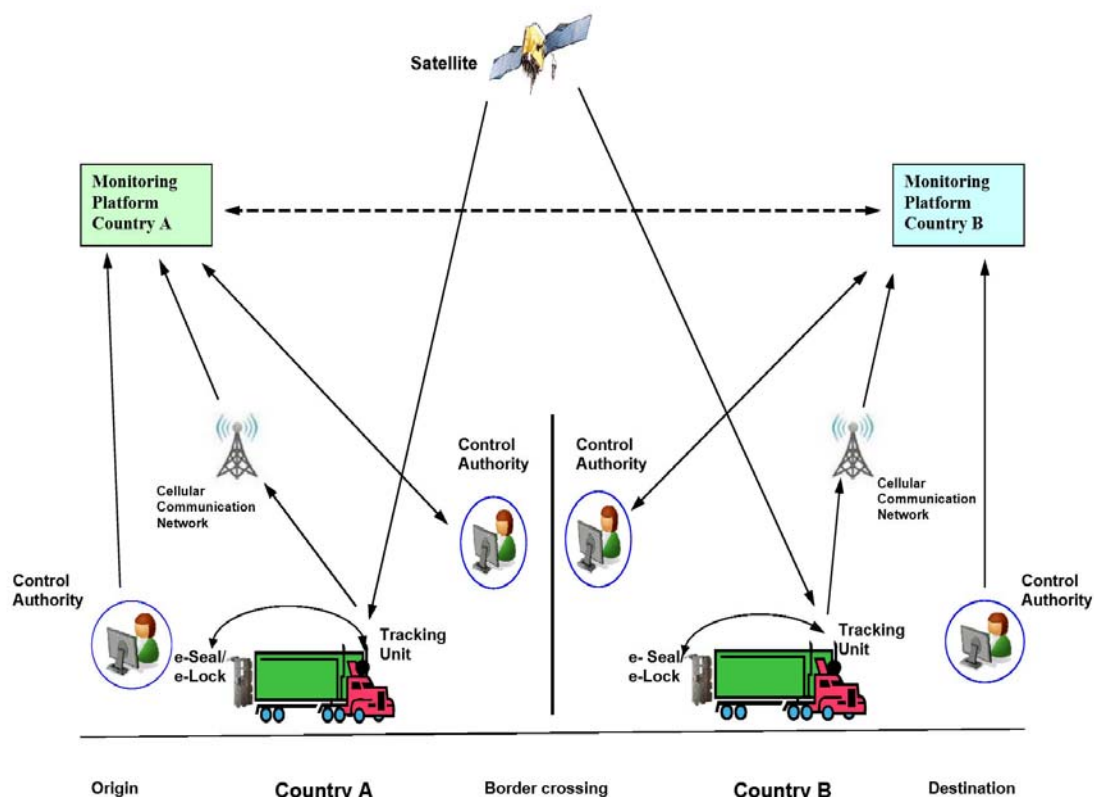 Satellite
Monitoring
Platform
Country A
Monitoring
Platform
Country B
Control
Authority
Control
Authority
Cellular
Communication
Network
Cellular
Communication
Network
Control
Authority
e-Seal/
e-Lock
Tracking
Unit
e- Seal/
e-Lock
Tracking
Unit
Control
Authority
Origin
Country A
Border crossing
Country B
Destination